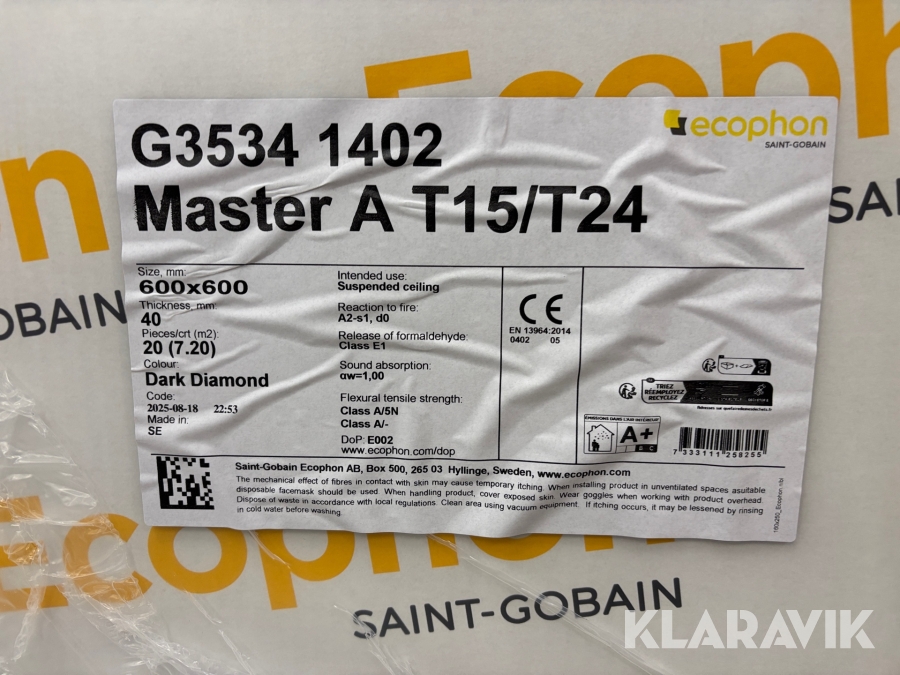 Ecophon
n
OBAIN
SA
G3534 1402
Master A T15/T24
ecophon
SAINT-GOBAIN
Size, mm:
600x600
Thickness, mm:
40
Pieces/crt (m2):
20 (7.20)
Colour:
Dark Diamond
Code:
2025-08-18 22:53
Made in:
SE
Intended use:
Suspended ceiling
Reaction to fire:
A2-s1, d0
Release of formaldehyde:
Class E1
Sound absorption:
αw=1,00
Flexural tensile strength:
Class A/5N
Class A/-
DoP: E002
www.ecophon.com/dop
CE
EN 13964:2014
0402 05
TRIEZ
RÉEMPLOYEZ
RECYCLEZ
ÉMISSIONS DANS L'AIR INTÉRIEUR
A+
7 333111 258255
Saint-Gobain Ecophon AB, Box 500, 265 03 Hyllinge, Sweden, www.ecophon.com
The mechanical effect of fibres in contact with skin may cause temporary itching. When installing product in unventilated spaces asuitable
disposable facemask should be used. When handling product, cover exposed skin. Wear goggles when working with product overhead.
Dispose of waste in accordance with local regulations. Clean area using vacuum equipment. If itching occurs, it may be lessened by rinsing
in cold water before washing.
Ecophon
SAINT-GOBAIN
KLARAVIK